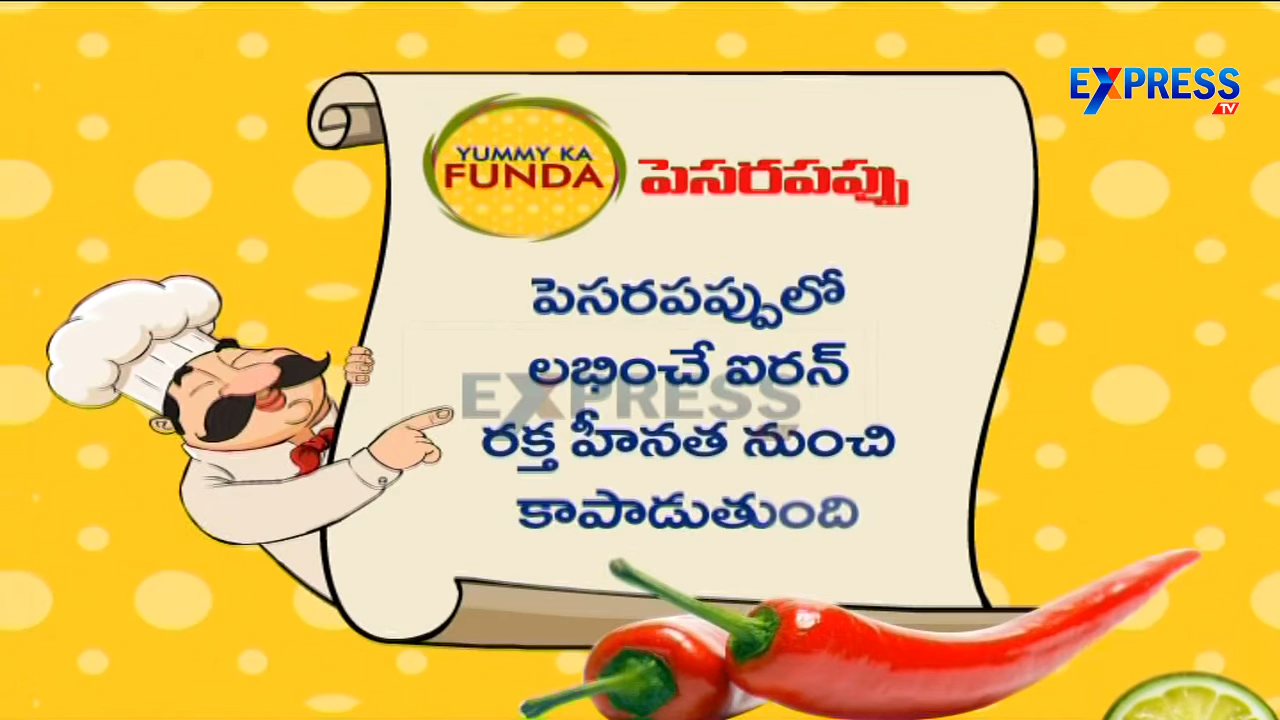 EXPRESS
TV
YUMMY KA
FUNDA
పెసరపప్పు
పెసరపప్పులో
లభించే ఐరన్
EXPRESS
రక్త హీనత నుంచి
కాపాడుతుంది